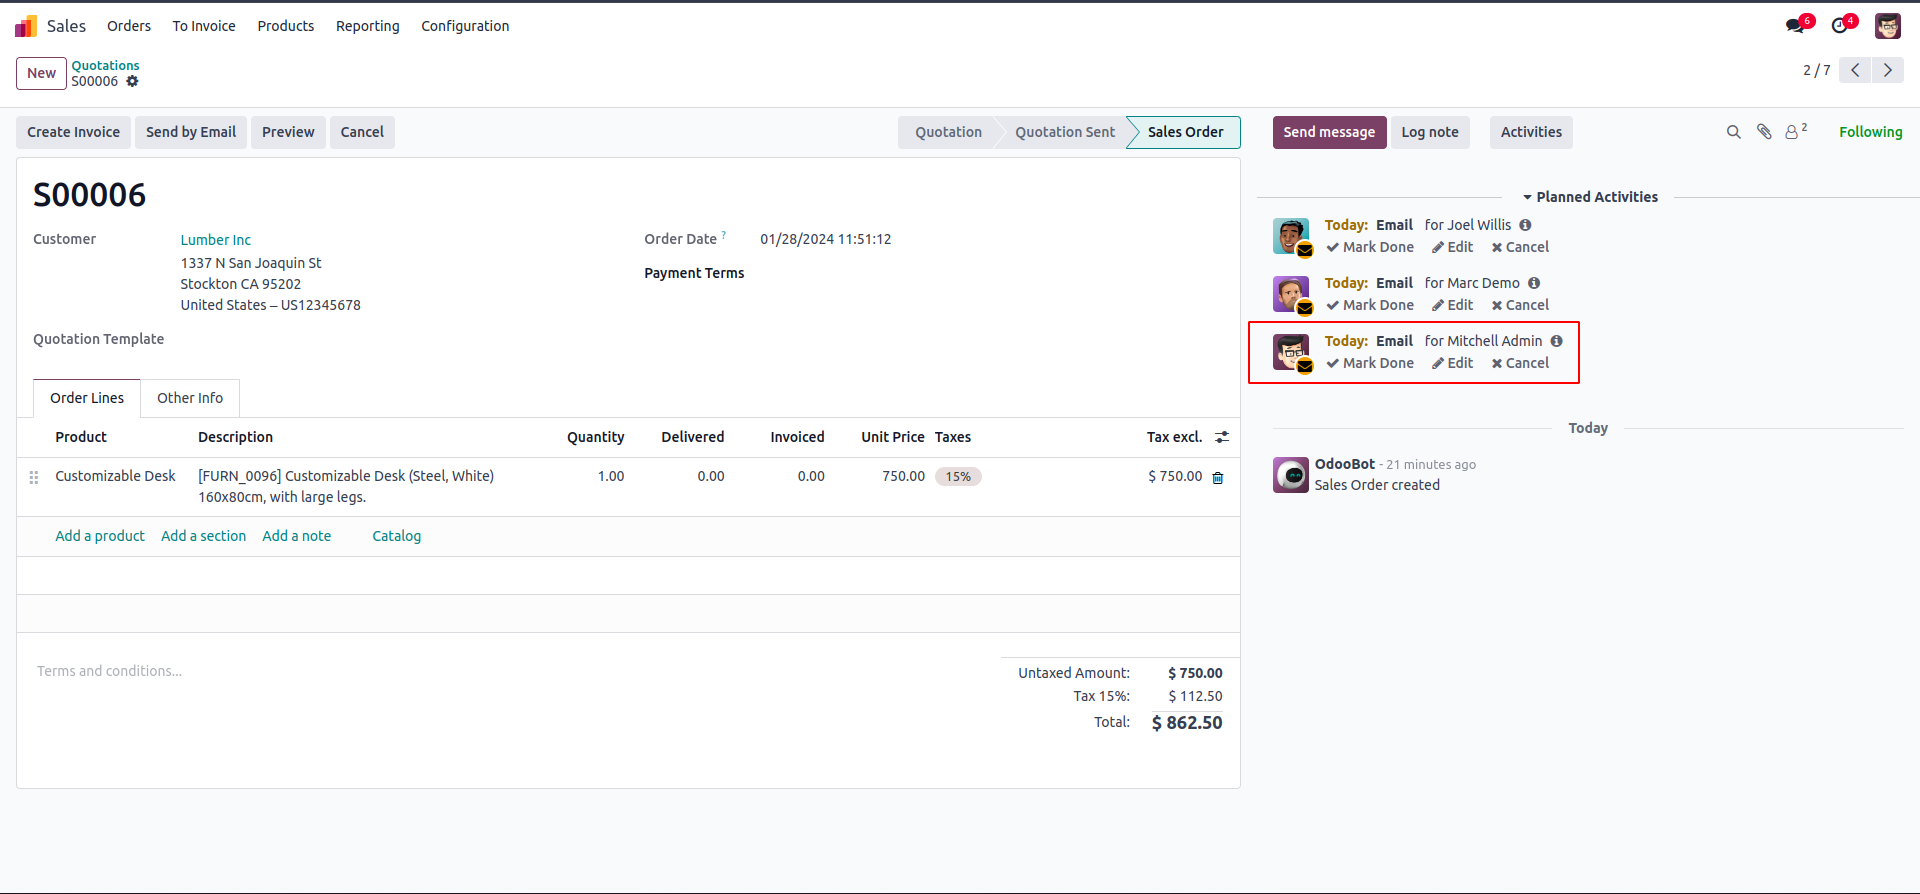 Sales Orders To Invoice Products Reporting Configuration 6 4
New Quotations
S00006
2 / 7
Create Invoice Send by Email Preview Cancel Quotation Quotation Sent Sales Order
S00006
Customer Lumber Inc
1337 N San Joaquin St
Stockton CA 95202
United States – US12345678
Quotation Template
Order Date ? 01/28/2024 11:51:12
Payment Terms
Order Lines Other Info
Product Description Quantity Delivered Invoiced Unit Price Taxes Tax excl.
Customizable Desk [FURN_0096] Customizable Desk (Steel, White) 1.00 0.00 0.00 750.00 15% $ 750.00
160x80cm, with large legs.
Add a product Add a section Add a note Catalog
Terms and conditions...
Untaxed Amount: $ 750.00
Tax 15%: $ 112.50
Total: $ 862.50
Send message Log note Activities 2 Following
Planned Activities
Today: Email for Joel Willis
Mark Done Edit Cancel
Today: Email for Marc Demo
Mark Done Edit Cancel
Today: Email for Mitchell Admin
Mark Done Edit Cancel
Today
OdooBot - 21 minutes ago
Sales Order created